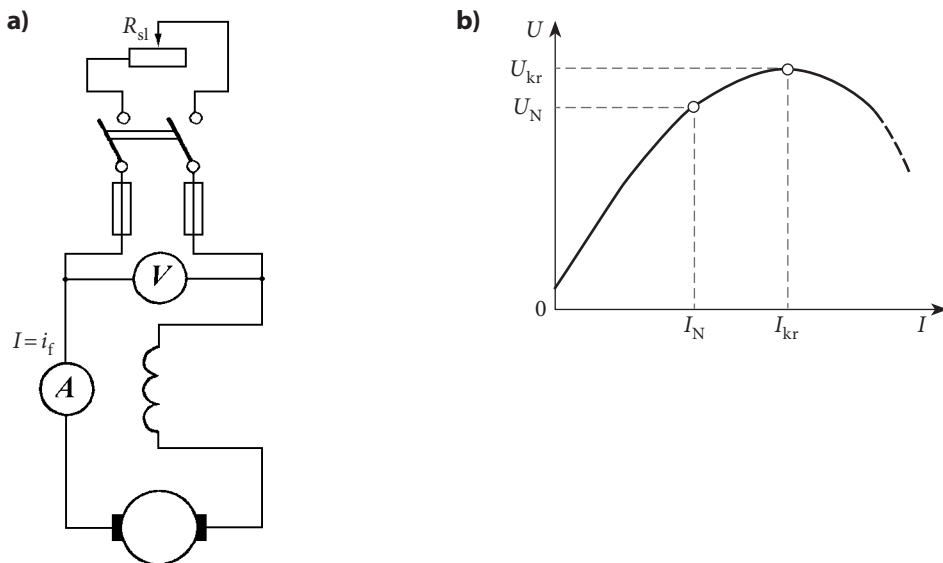 a)
R_sl
V
I = i_f
A
b)
U
U_kr
U_N
0
I_N
I_kr
I